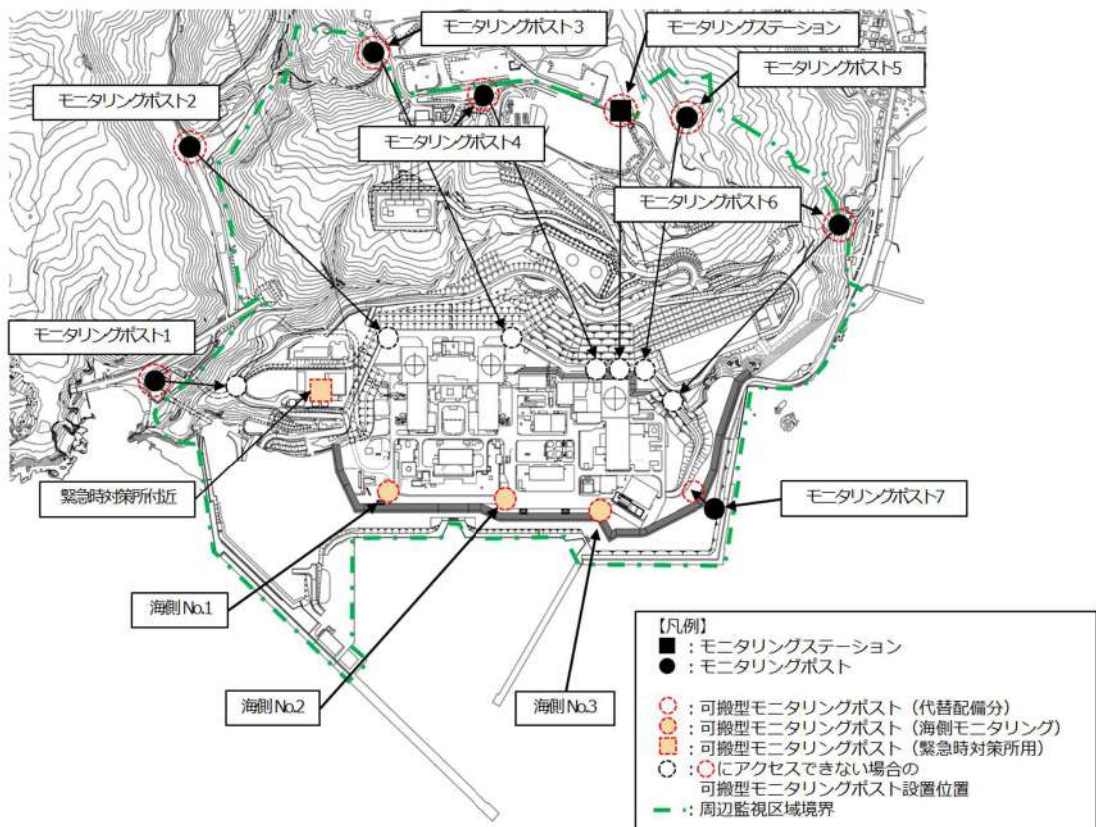 モニタリングポスト3
モニタリングステーション
モニタリングポスト2
モニタリングポスト5
モニタリングポスト4
モニタリングポスト6
モニタリングポスト1
緊急時対策所付近
モニタリングポスト7
海側No.1
海側No.2
海側No.3
【凡例】
:モニタリングステーション
:モニタリングポスト
:可搬型モニタリングポスト（代替配備分）
:可搬型モニタリングポスト（海側モニタリング）
:可搬型モニタリングポスト（緊急時対策所用）
:にアクセスできない場合の
可搬型モニタリングポスト設置位置
:周辺監視区域境界